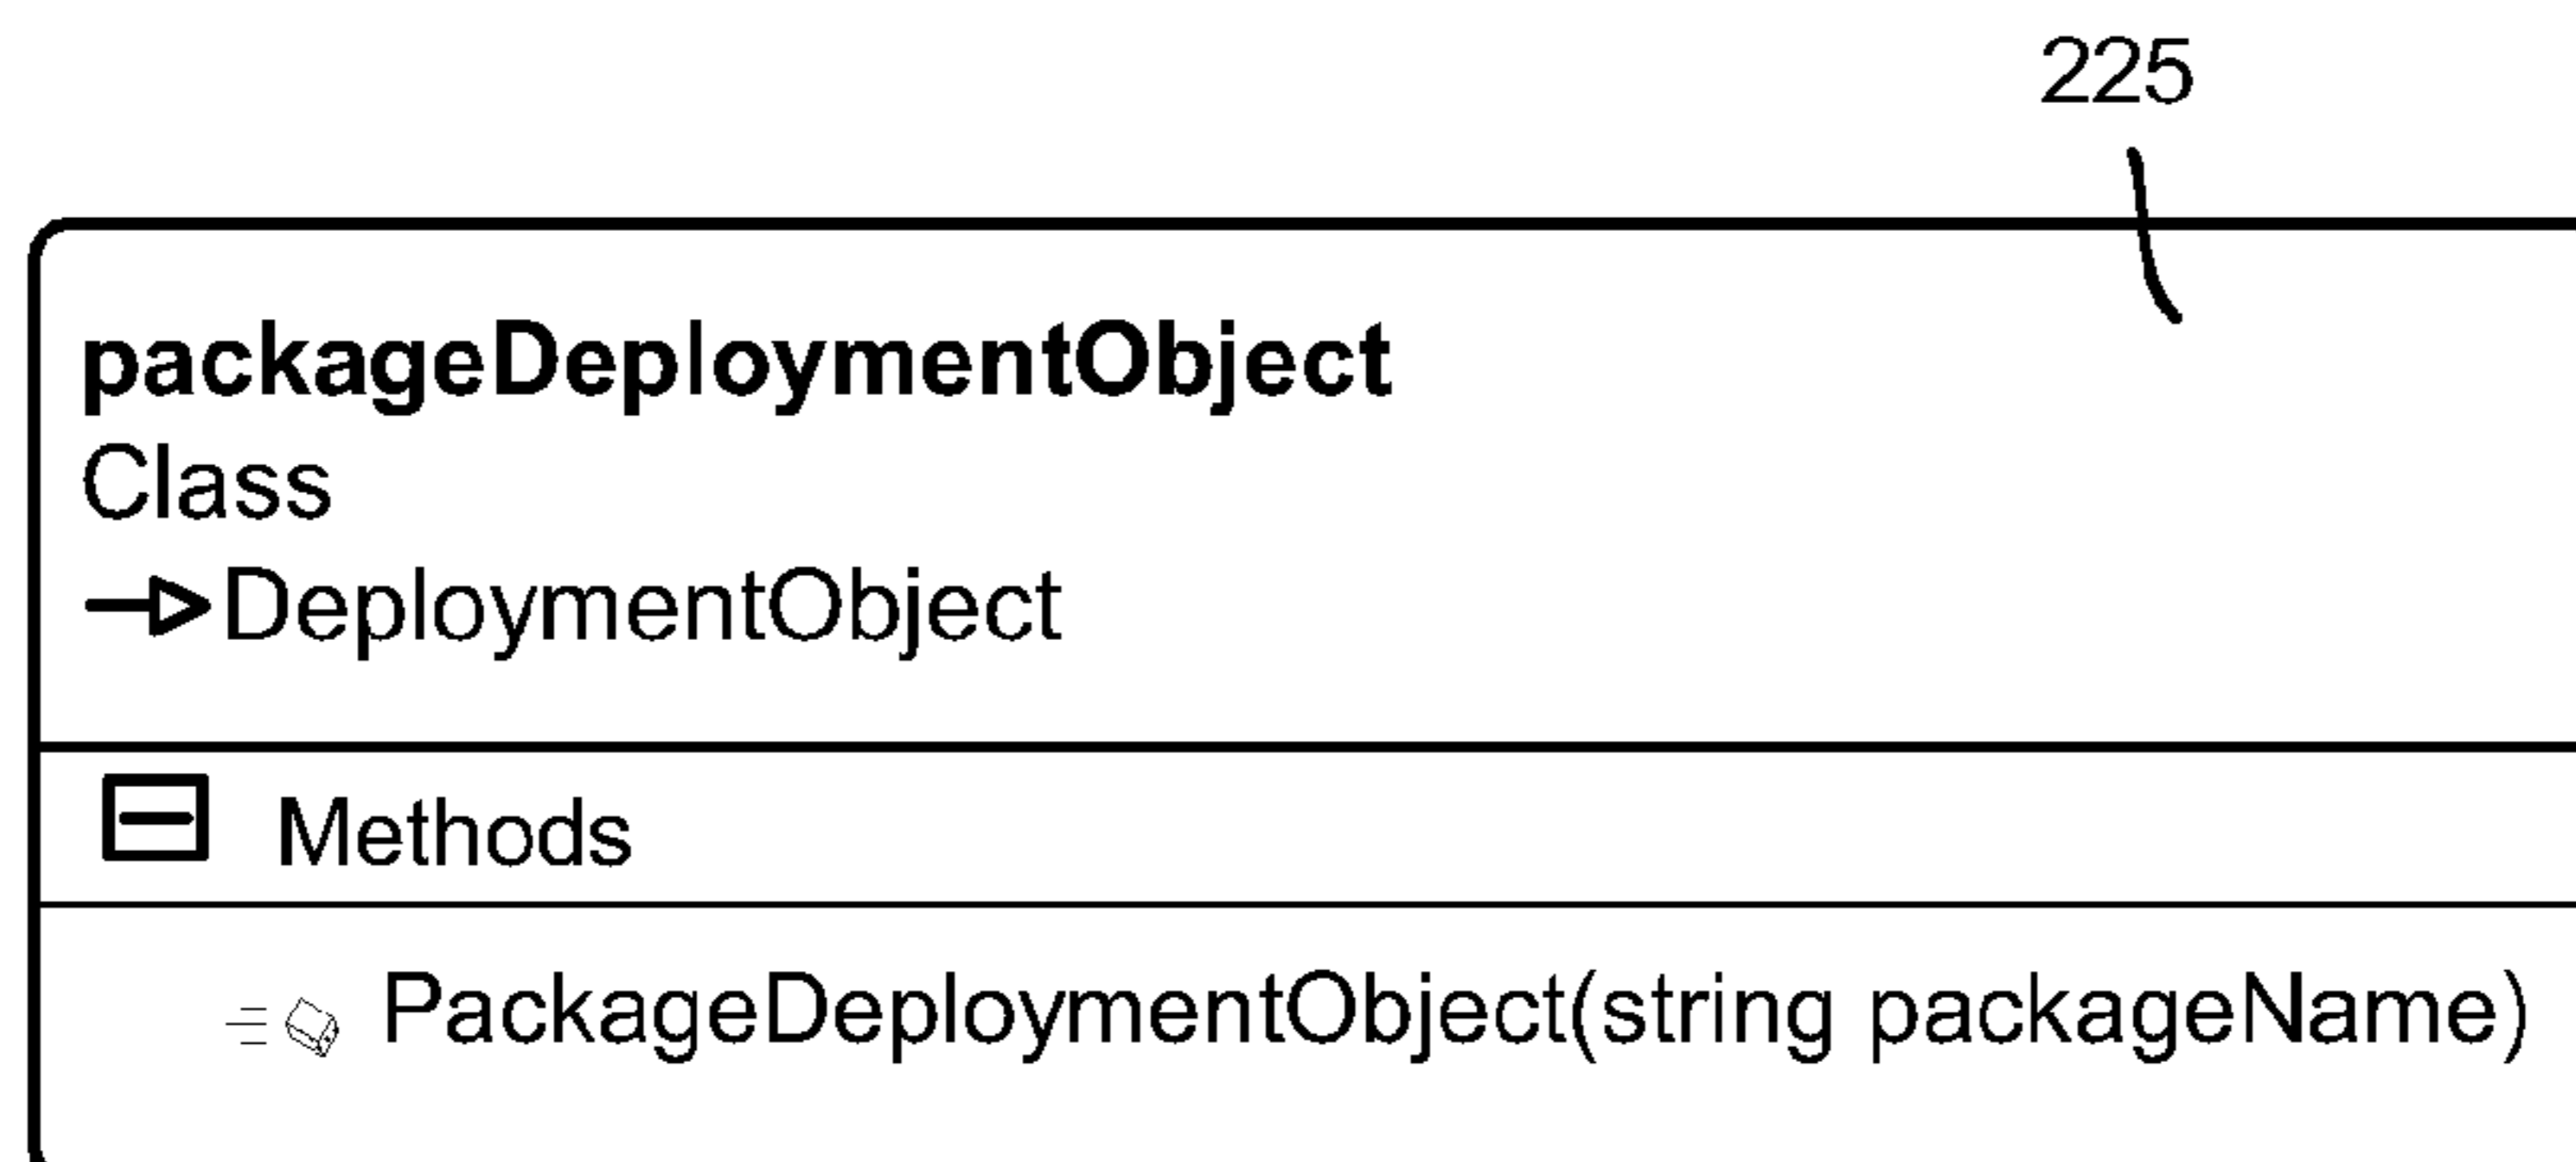 225
packageDeploymentObject
Class
DeploymentObject
Methods
PackageDeploymentObject(string packageName)